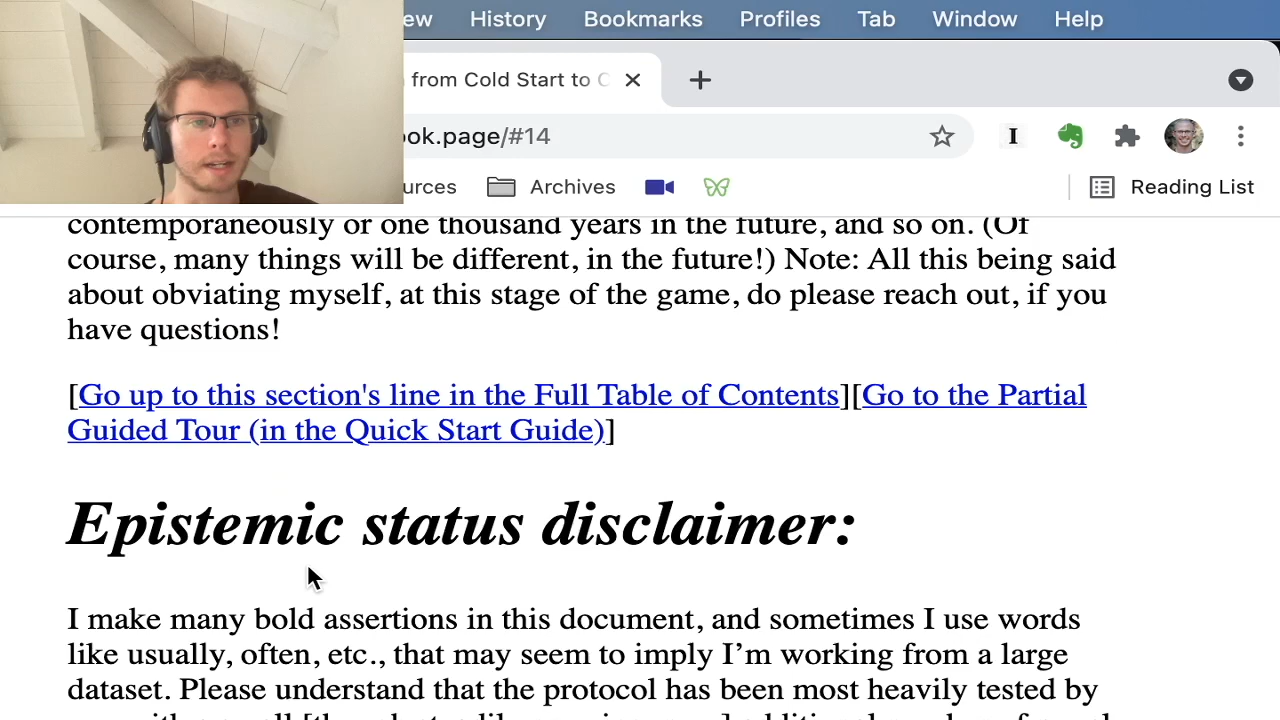 ew History Bookmarks Profiles Tab Window Help
from Cold Start to C
ook.page/#14
urces Archives Reading List
contemporaneously or one thousand years in the future, and so on. (Of
course, many things will be different, in the future!) Note: All this being said
about obviating myself, at this stage of the game, do please reach out, if you
have questions!
[Go up to this section's line in the Full Table of Contents][Go to the Partial
Guided Tour (in the Quick Start Guide)]
Epistemic status disclaimer:
I make many bold assertions in this document, and sometimes I use words
like usually, often, etc., that may seem to imply I’m working from a large
dataset. Please understand that the protocol has been most heavily tested by